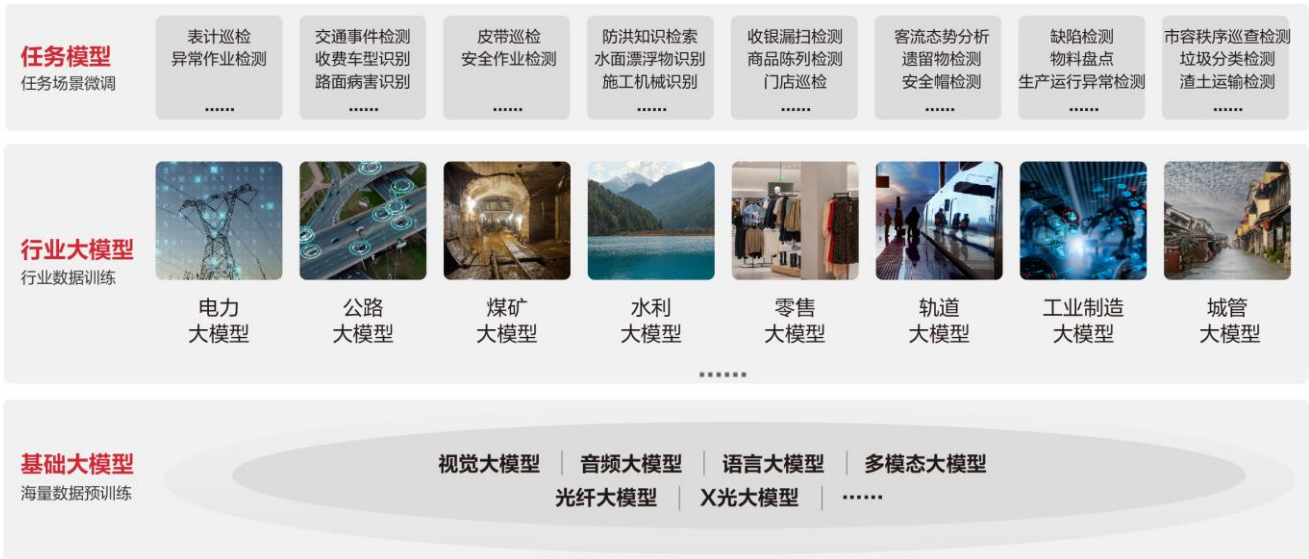 任务模型
任务场景微调
表计巡检
异常作业检测
......
交通事件检测
收费车型识别
路面病害识别
......
皮带巡检
安全作业检测
......
防洪知识检索
水面漂浮物识别
施工机械识别
......
收银漏扫检测
商品陈列检测
门店巡检
......
客流态势分析
遗留物检测
安全帽检测
......
缺陷检测
物料盘点
生产运行异常检测
......
市容秩序巡查检测
垃圾分类检测
渣土运输检测
......
行业大模型
行业数据训练
电力
大模型
公路
大模型
煤矿
大模型
水利
大模型
零售
大模型
轨道
大模型
工业制造
大模型
城管
大模型
......
基础大模型
海量数据预训练
视觉大模型 | 音频大模型 | 语言大模型 | 多模态大模型
光纤大模型 | X光大模型 | ......